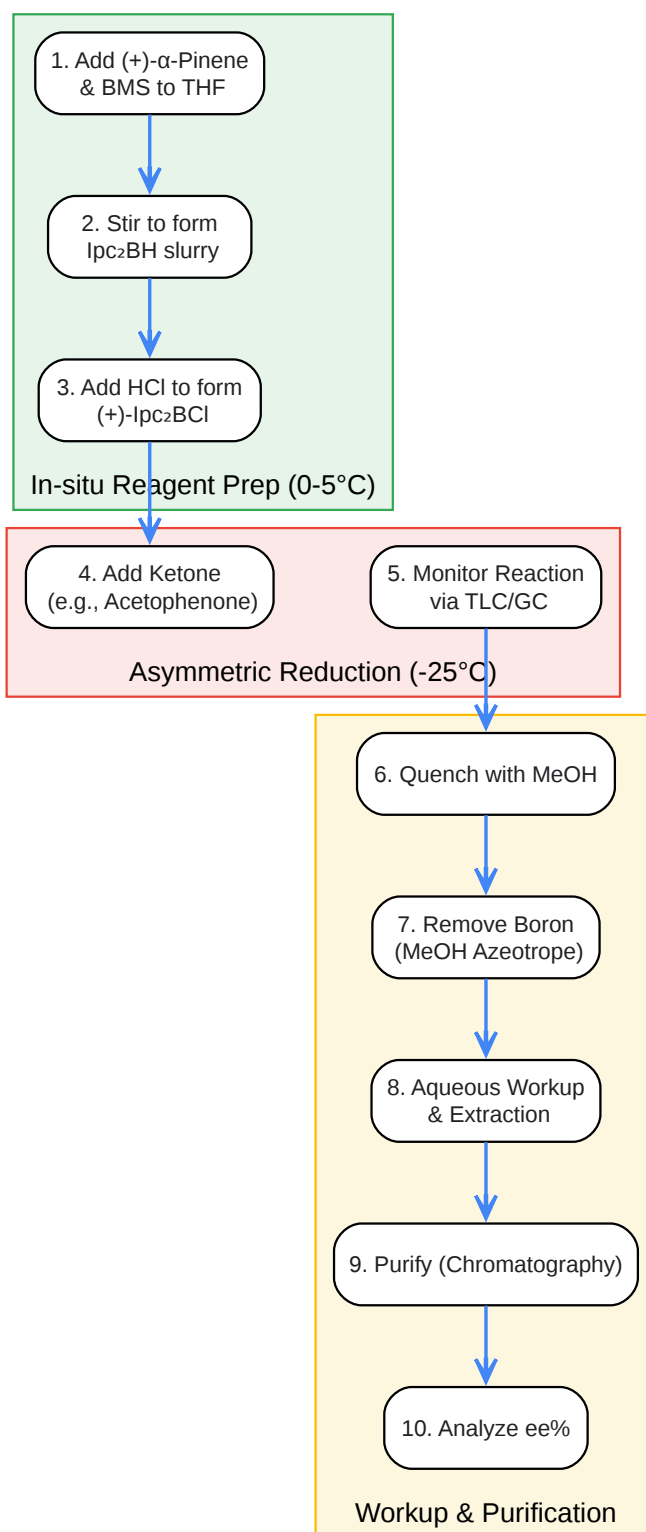 1. Add (+)-α-Pinene
& BMS to THF
2. Stir to form
Ipc₂BH slurry
3. Add HCl to form
(+)-Ipc₂BCl
In-situ Reagent Prep (0-5°C)
4. Add Ketone
(e.g., Acetophenone)
5. Monitor Reaction
via TLC/GC
Asymmetric Reduction (-25°C)
6. Quench with MeOH
7. Remove Boron
(MeOH Azeotrope)
8. Aqueous Workup
& Extraction
9. Purify (Chromatography)
10. Analyze ee%
Workup & Purification